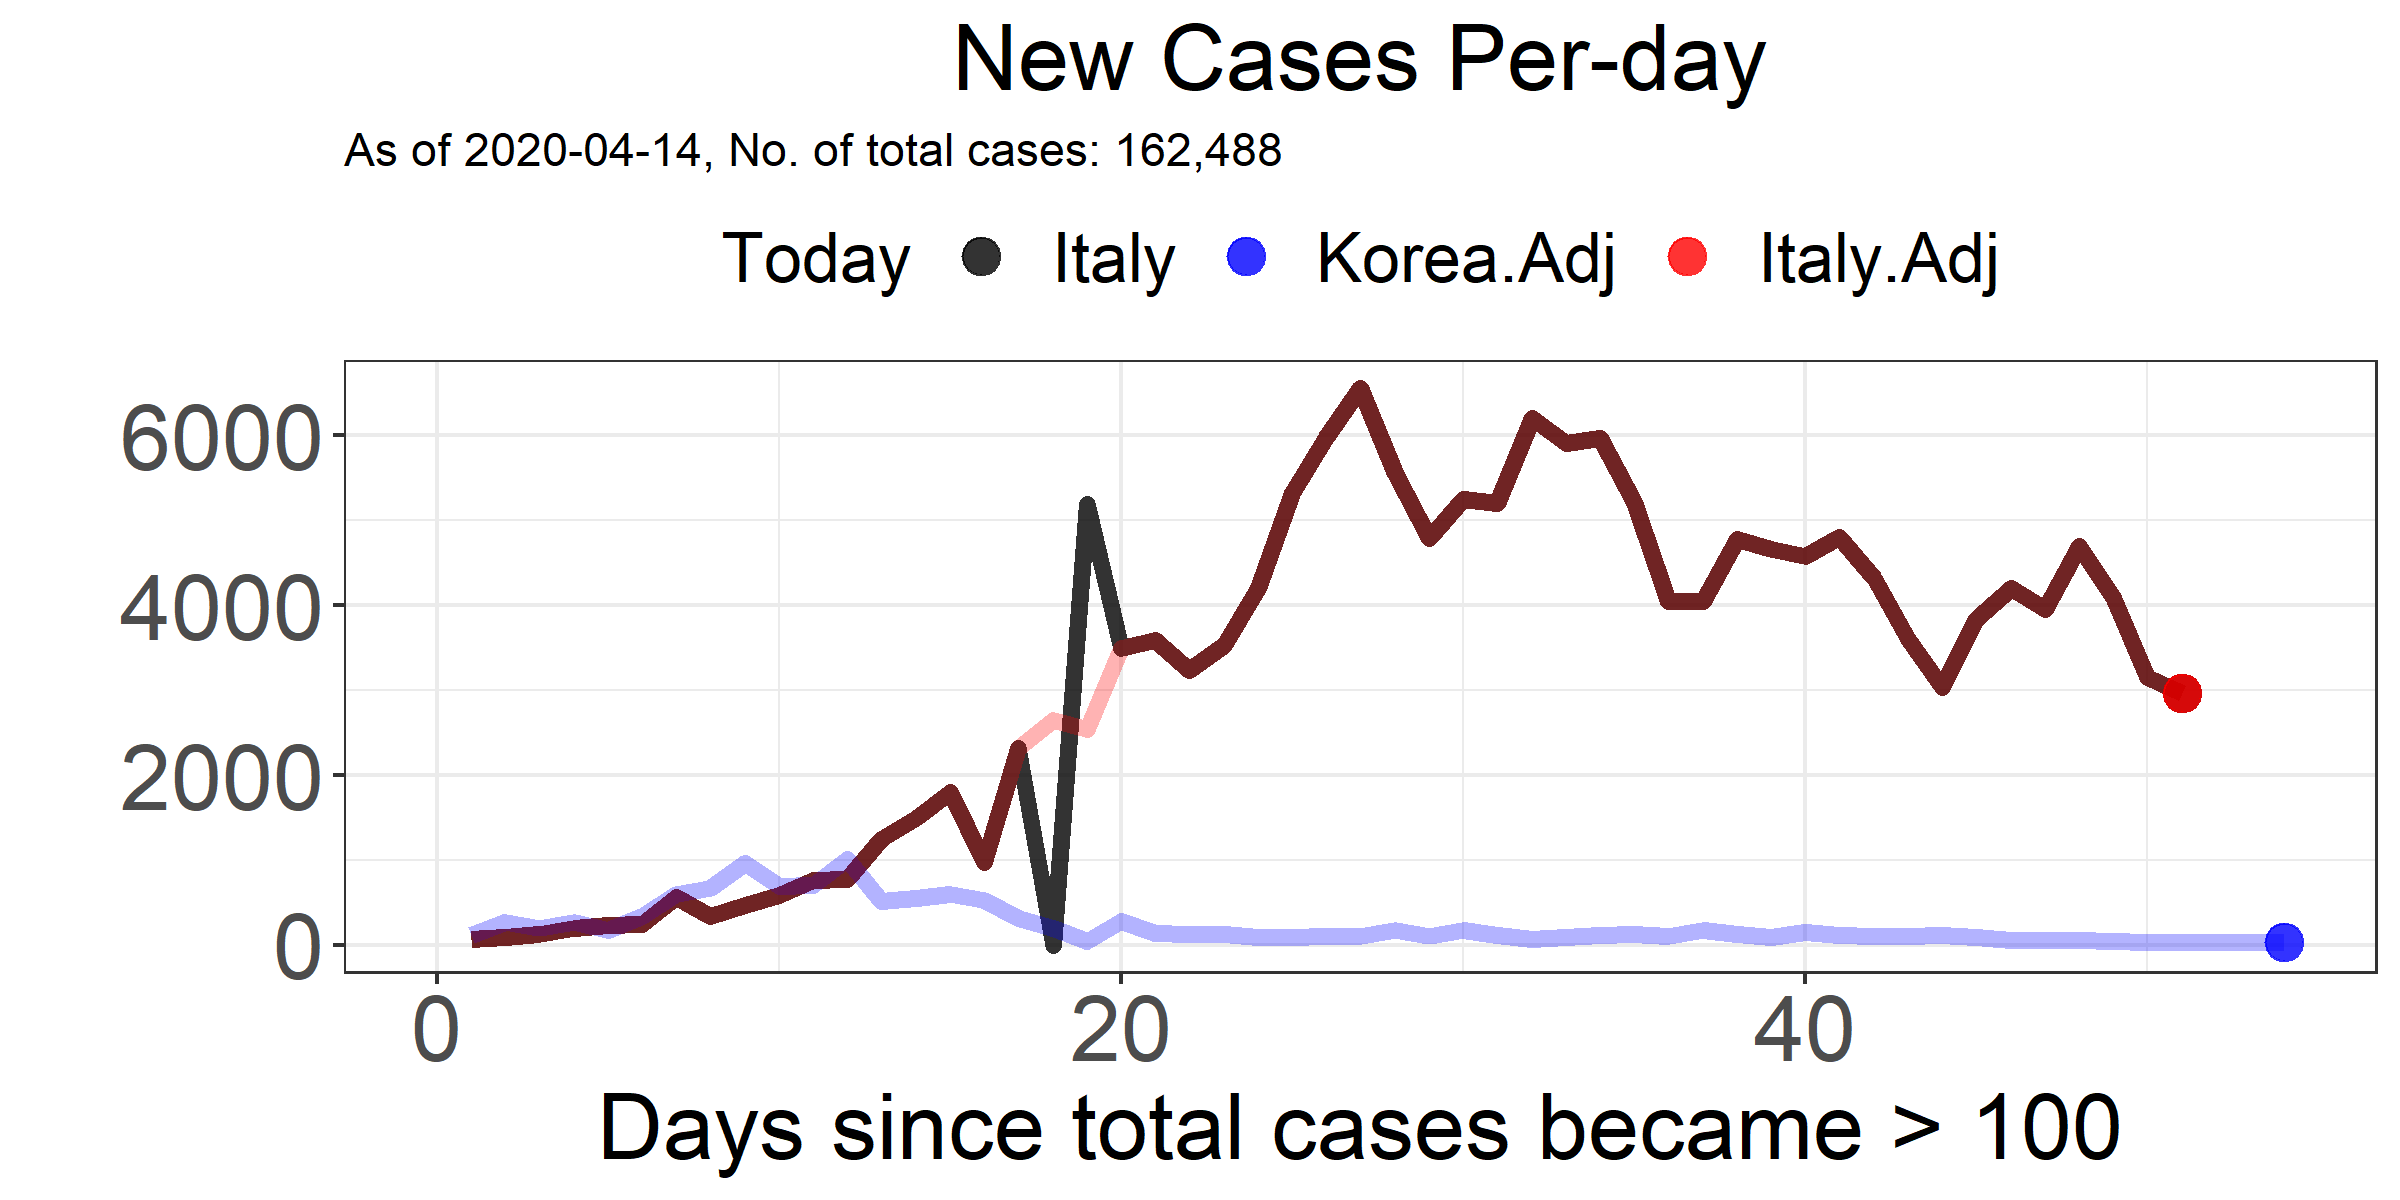 New Cases Per-day
As of 2020-04-14, No. of total cases: 162,488
Today Italy Korea.Adj Italy.Adj
6000
4000
2000
0
0 20 40
Days since total cases became > 100